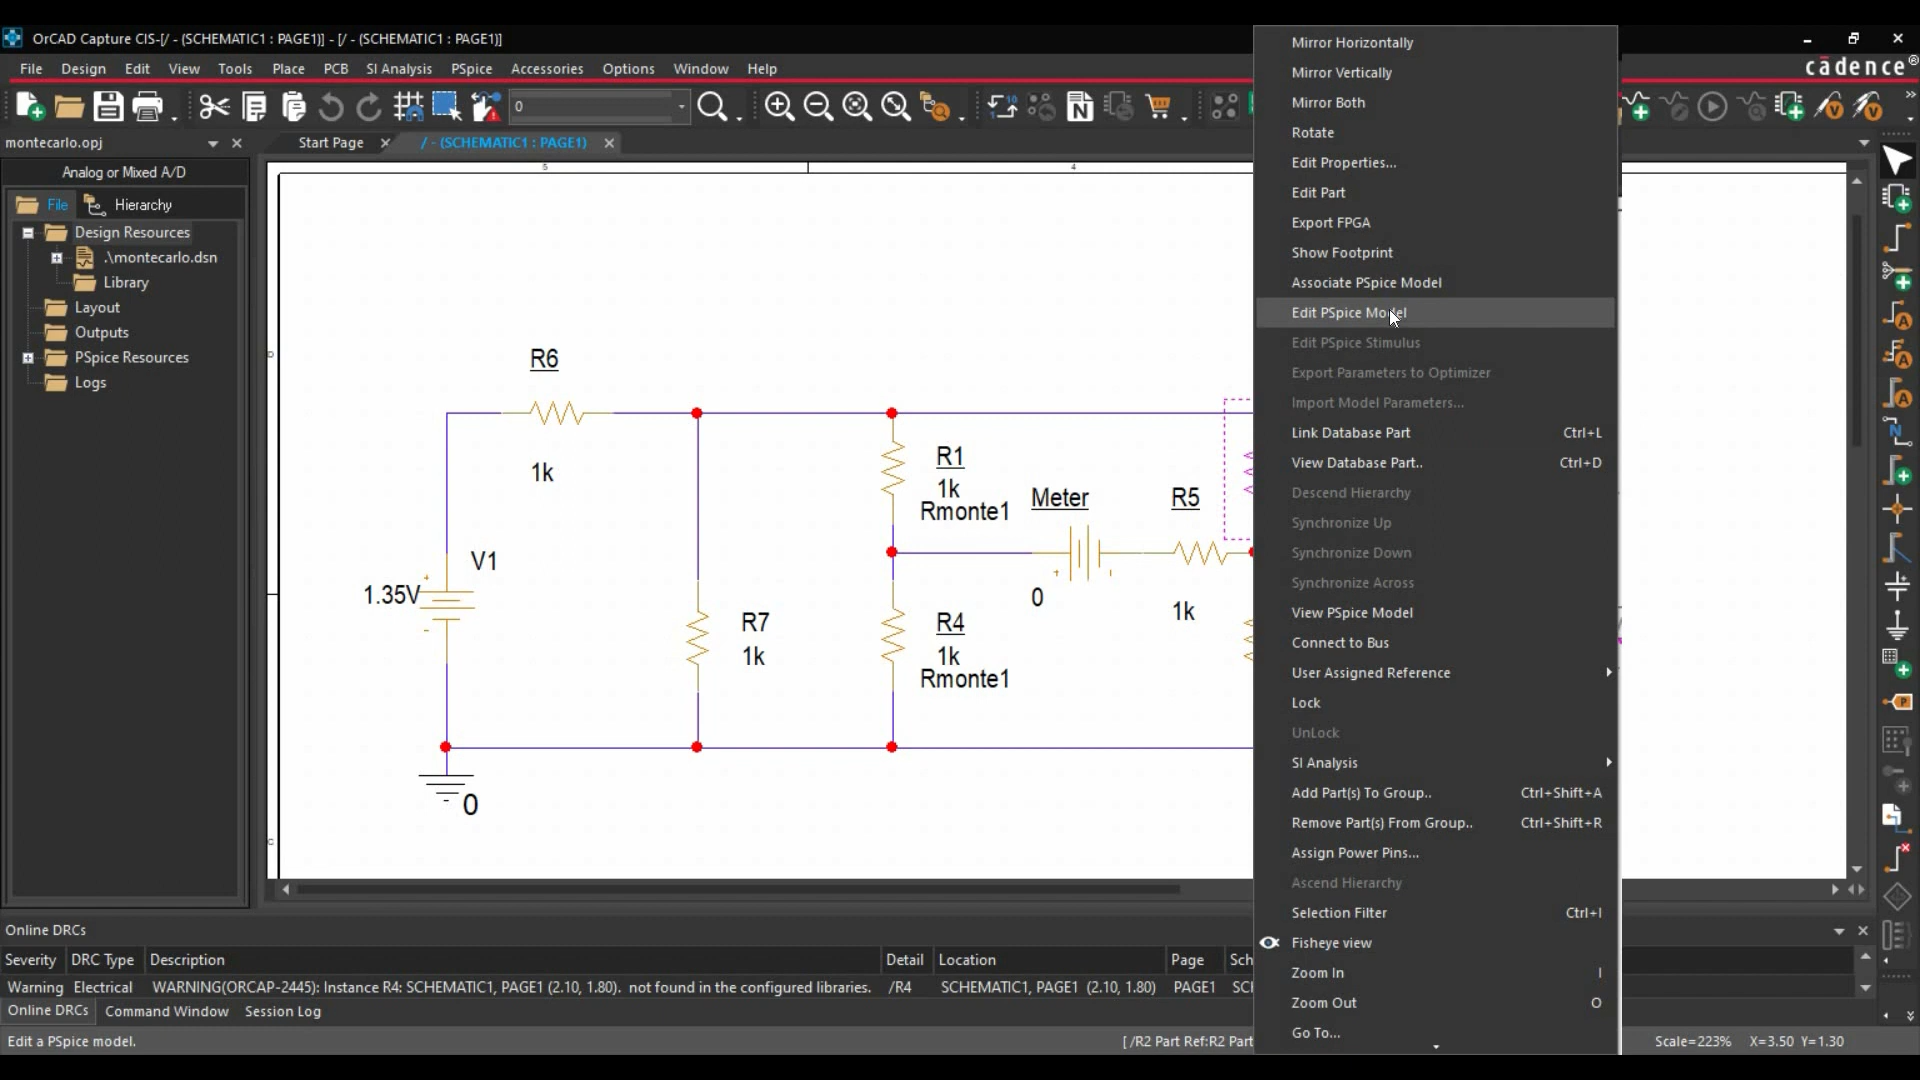 OrCAD Capture CIS-[/ - (SCHEMATIC1 : PAGE1)] - [/ - (SCHEMATIC1 : PAGE1)]
File Design Edit View Tools Place PCB SI Analysis PSpice Accessories Options Window Help
cādence®
0
montecarlo.opj
Start Page
/ - (SCHEMATIC1 : PAGE1)
Analog or Mixed A/D
File
Hierarchy
Design Resources
.\montecarlo.dsn
Library
Layout
Outputs
PSpice Resources
Logs
5
4
D
C
R6
1k
V1
1.35V
R7
1k
R1
1k
Rmonte1
Meter
0
R5
1k
R4
1k
Rmonte1
0
Mirror Horizontally
Mirror Vertically
Mirror Both
Rotate
Edit Properties...
Edit Part
Export FPGA
Show Footprint
Associate PSpice Model
Edit PSpice Model
Edit PSpice Stimulus
Export Parameters to Optimizer
Import Model Parameters...
Link Database Part Ctrl+L
View Database Part.. Ctrl+D
Descend Hierarchy
Synchronize Up
Synchronize Down
Synchronize Across
View PSpice Model
Connect to Bus
User Assigned Reference
Lock
UnLock
SI Analysis
Add Part(s) To Group.. Ctrl+Shift+A
Remove Part(s) From Group.. Ctrl+Shift+R
Assign Power Pins...
Ascend Hierarchy
Selection Filter Ctrl+I
Fisheye view
Zoom In I
Zoom Out O
Go To...
Online DRCs
Severity DRC Type Description Detail Location Page Sch
Warning Electrical WARNING(ORCAP-2445): Instance R4: SCHEMATIC1, PAGE1 (2.10, 1.80). not found in the configured libraries. /R4 SCHEMATIC1, PAGE1 (2.10, 1.80) PAGE1 SC
Online DRCs Command Window Session Log
Edit a PSpice model.
[ /R2 Part Ref:R2 Part
Scale=223% X=3.50 Y=1.30